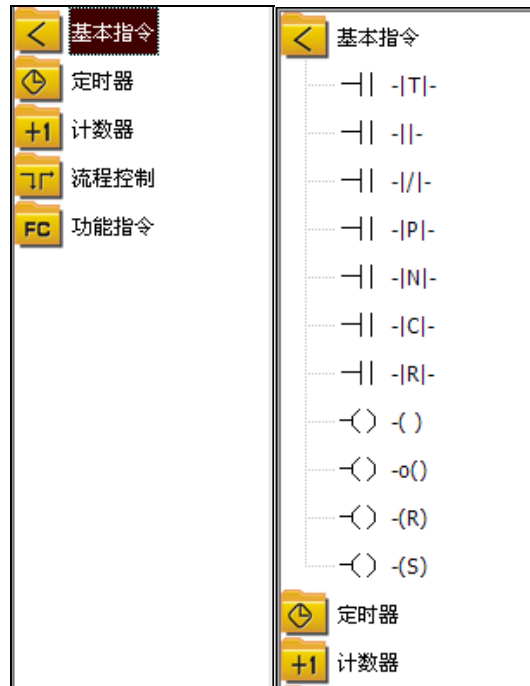 基本指令
定时器
+1 计数器
流程控制
FC 功能指令
基本指令
-|T|-
-||-
-|/|-
-|P|-
-|N|-
-|C|-
-|R|-
-( )
-o()
-(R)
-(S)
定时器
+1 计数器